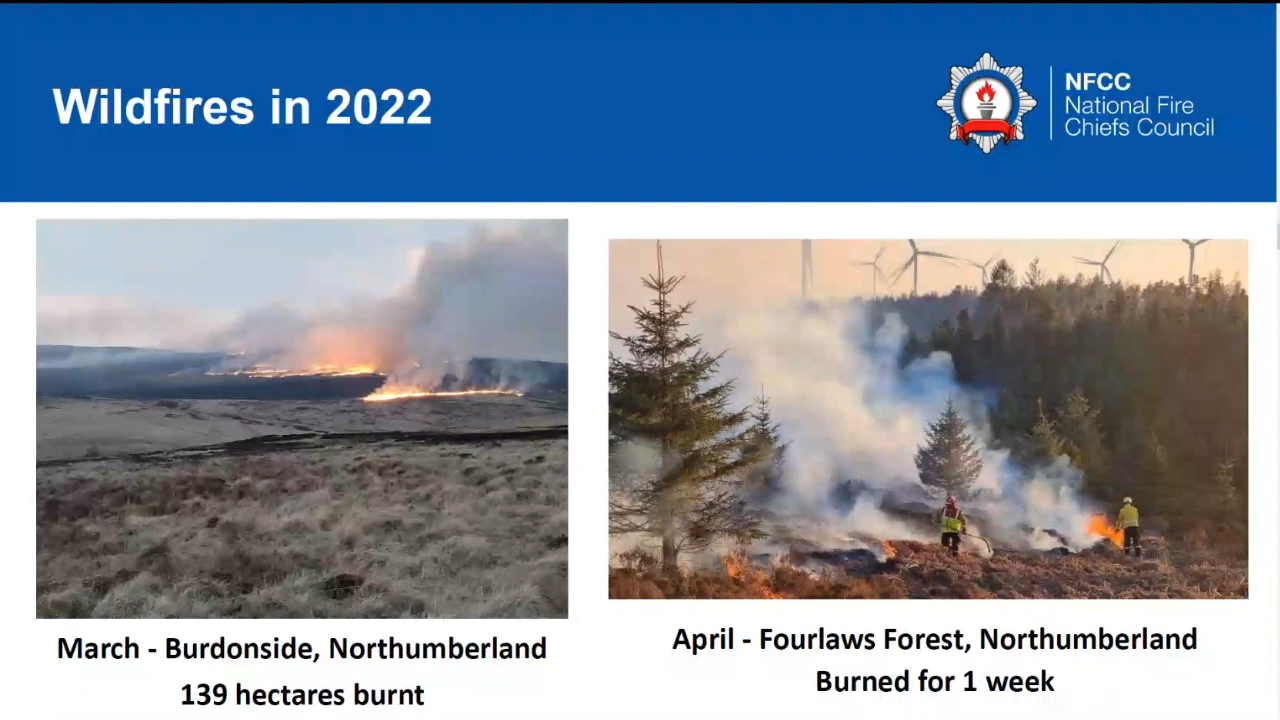 Wildfires in 2022
NFCC
National Fire
Chiefs Council
March - Burdonside, Northumberland
139 hectares burnt
April - Fourlaws Forest, Northumberland
Burned for 1 week